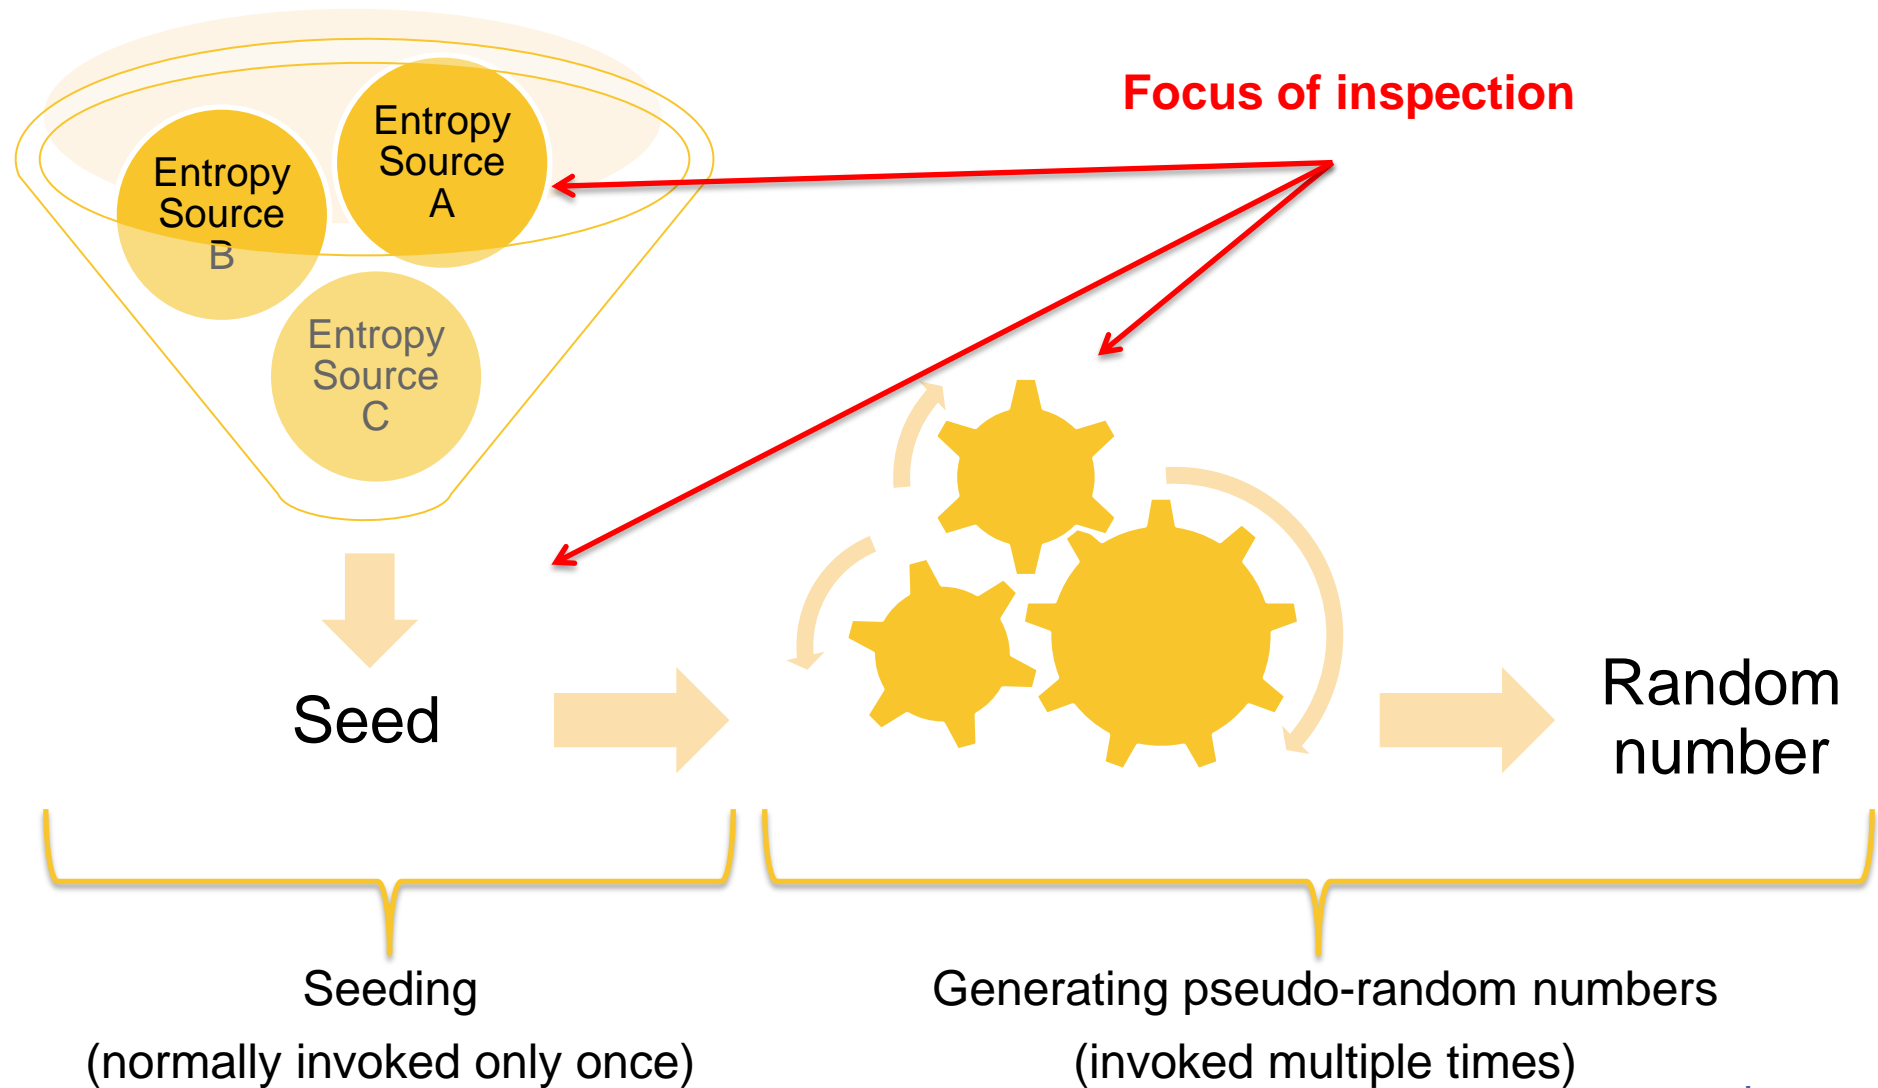 Focus of inspection
Entropy
Source
A
Entropy
Source
B
Entropy
Source
C
Seed
Random
number
Seeding
(normally invoked only once)
Generating pseudo-random numbers
(invoked multiple times)